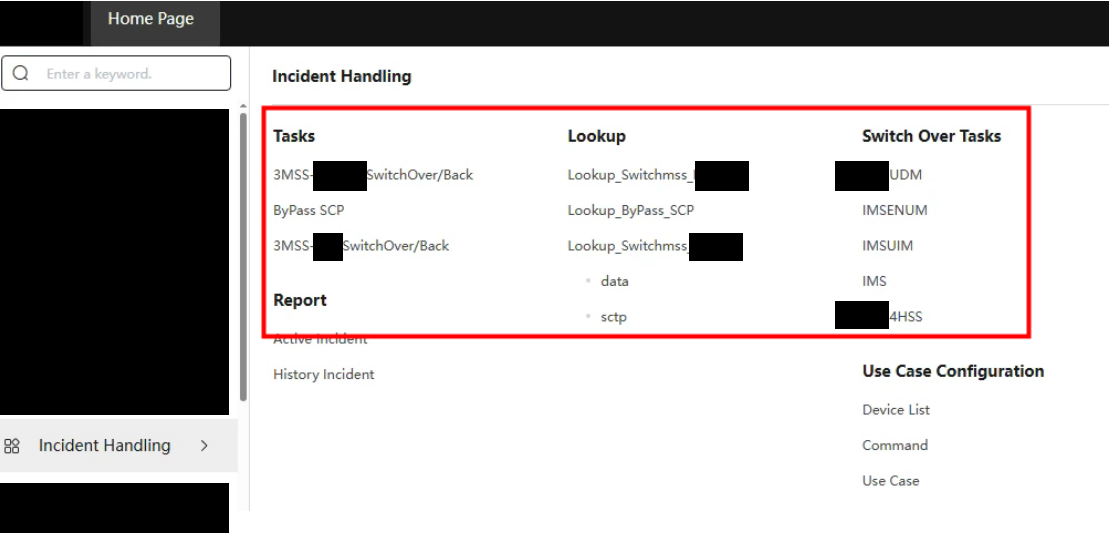 Home Page
Enter a keyword.
Incident Handling
Tasks
3MSS- SwitchOver/Back
ByPass SCP
3MSS- SwitchOver/Back
Report
Active Incident
History Incident
Lookup
Lookup_Switchmss_
Lookup_ByPass_SCP
Lookup_Switchmss_
data
sctp
Switch Over Tasks
UDM
IMSENUM
IMSUIM
IMS
4HSS
Use Case Configuration
Device List
Command
Use Case
Incident Handling